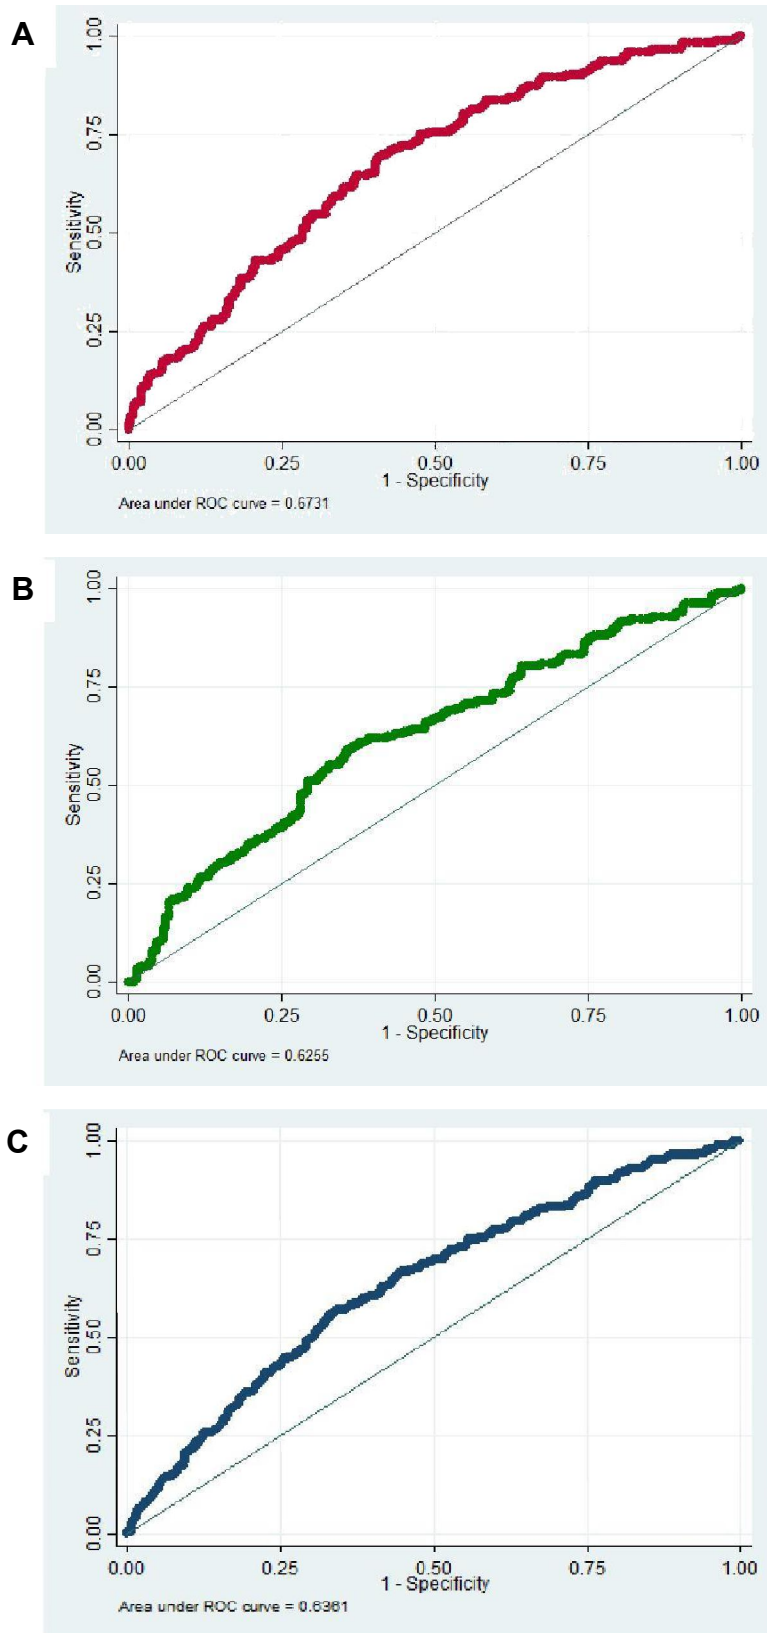 A
1.00
0.75
0.50
0.25
0.00
Sensitivity
0.00 0.25 0.50 0.75 1.00
1 - Specificity
Area under ROC curve = 0.6731
B
1.00
0.75
0.50
0.25
0.00
Sensitivity
0.00 0.25 0.50 0.75 1.00
1 - Specificity
Area under ROC curve = 0.6255
C
1.00
0.75
0.50
0.25
0.00
Sensitivity
0.00 0.25 0.50 0.75 1.00
1 - Specificity
Area under ROC curve = 0.6361